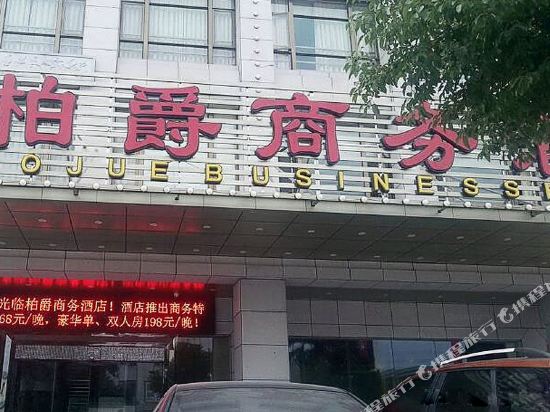 柏爵商务酒
OJUE BUSINESS
光临柏爵商务酒店！酒店推出商务特
68元/晚，豪华单、双人房198元/晚！
携程旅行